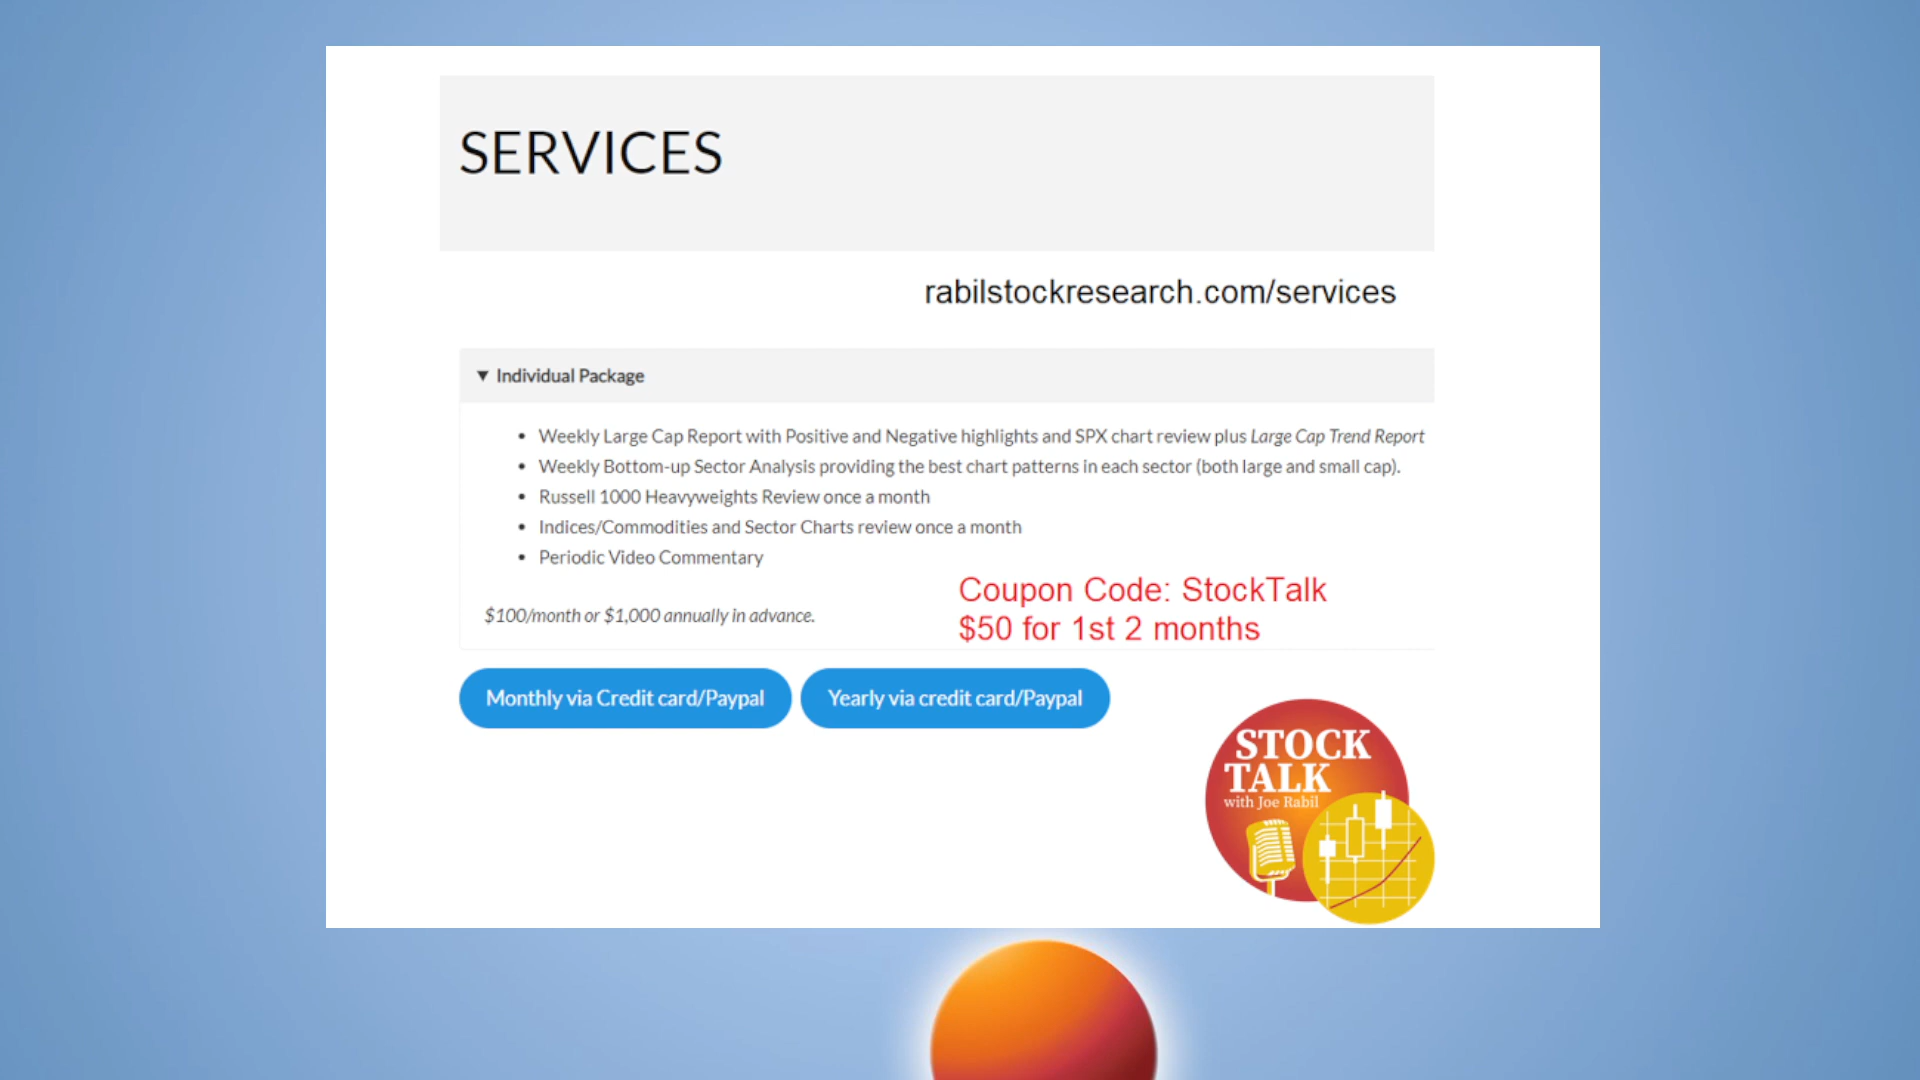 SERVICES
rabilstockresearch.com/services
▼ Individual Package
• Weekly Large Cap Report with Positive and Negative highlights and SPX chart review plus Large Cap Trend Report
• Weekly Bottom-up Sector Analysis providing the best chart patterns in each sector (both large and small cap).
• Russell 1000 Heavyweights Review once a month
• Indices/Commodities and Sector Charts review once a month
• Periodic Video Commentary
$100/month or $1,000 annually in advance.
Coupon Code: StockTalk
$50 for 1st 2 months
Monthly via Credit card/Paypal
Yearly via credit card/Paypal
STOCK
TALK
with Joe Rabil